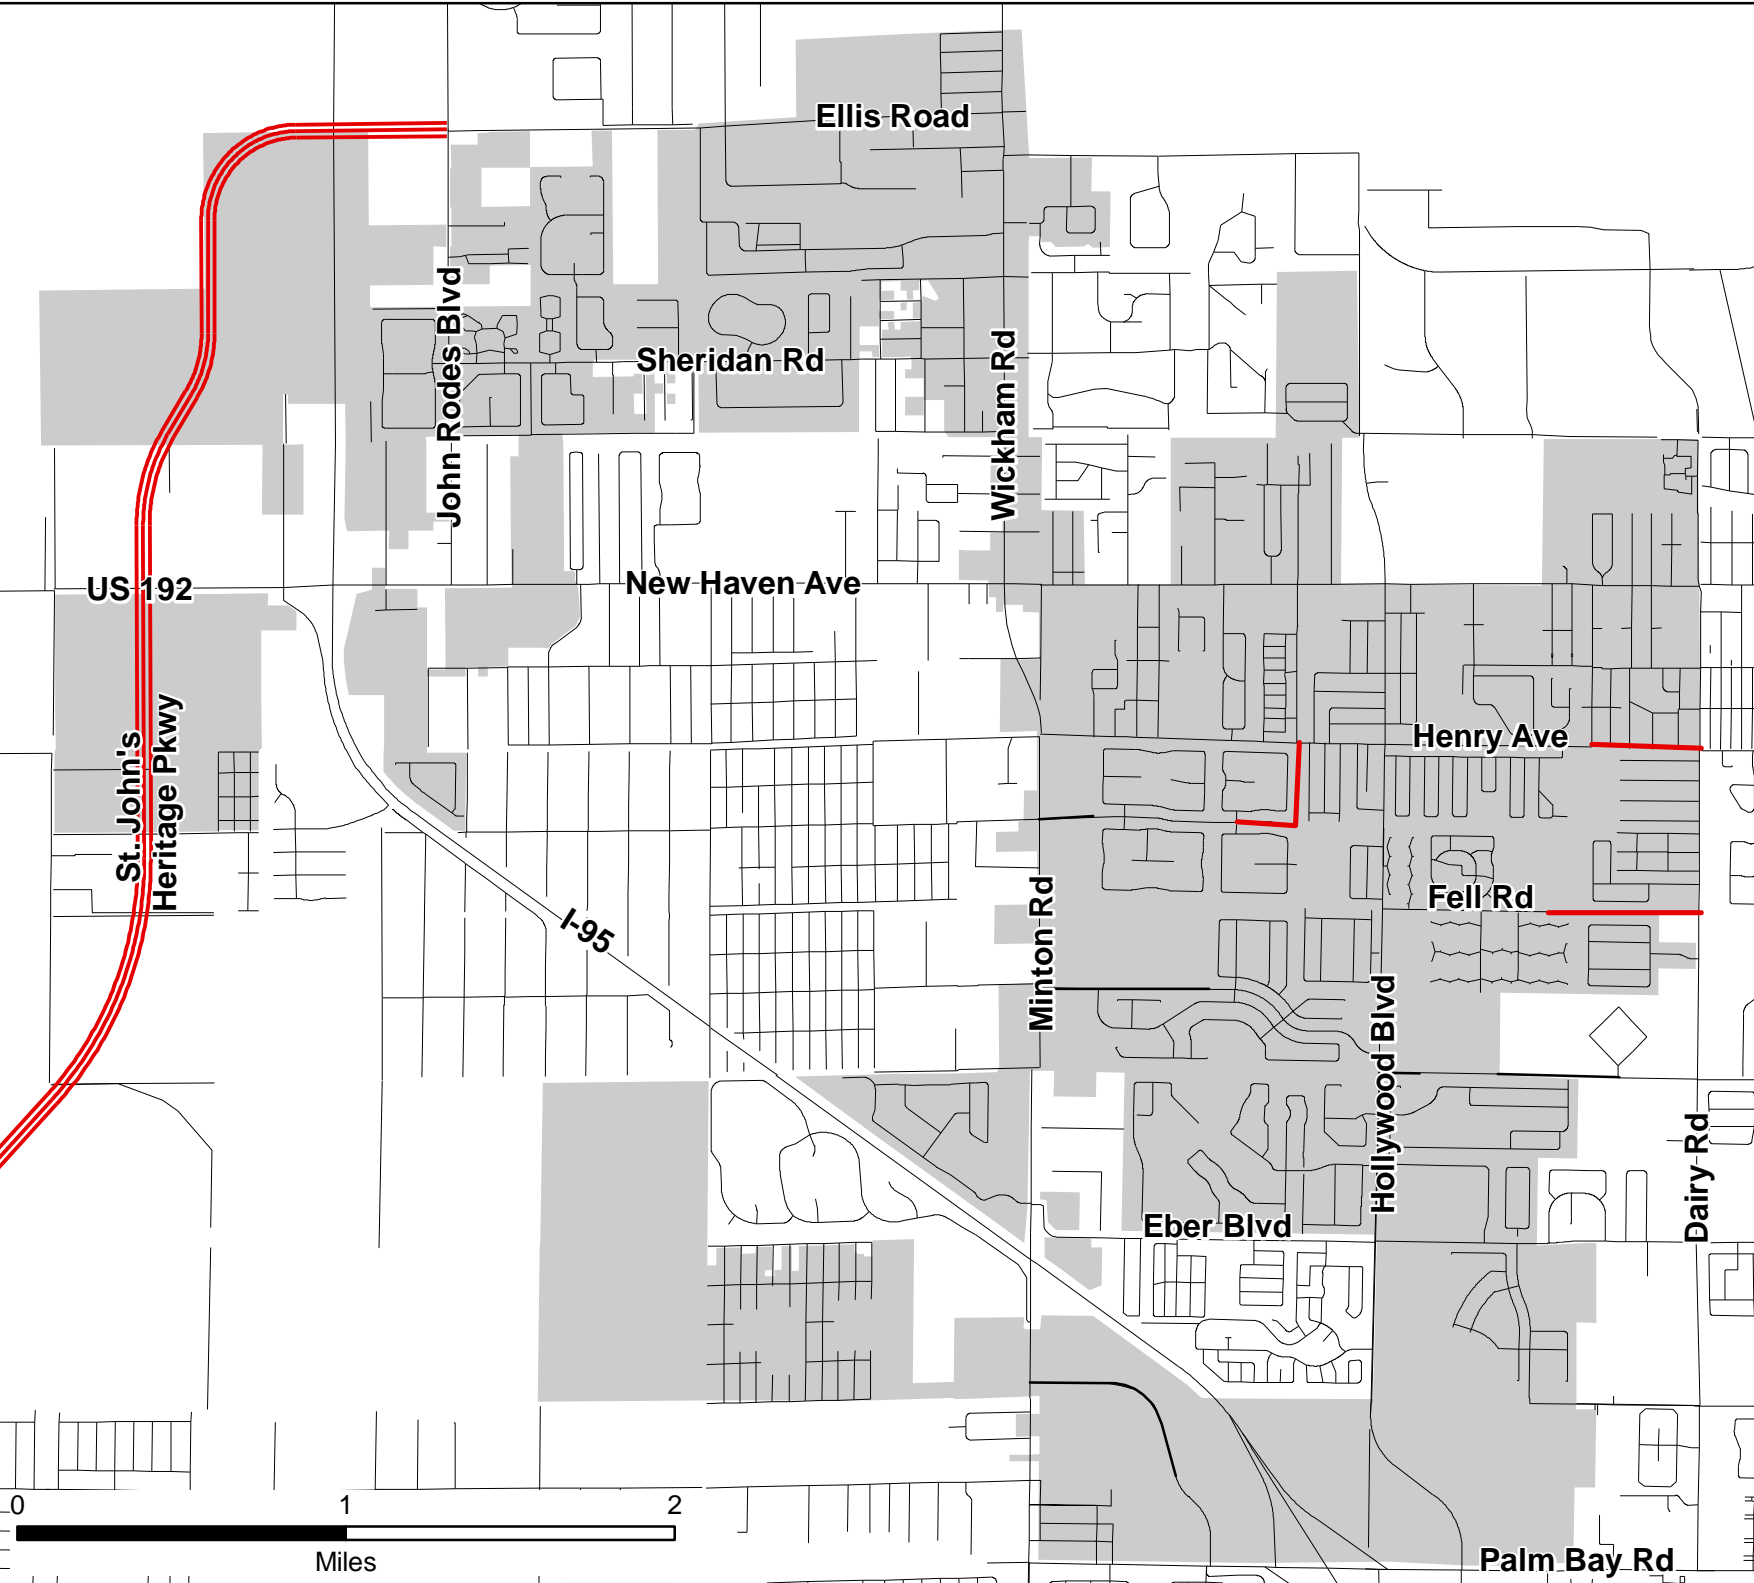 Ellis Road
John Rodes Blvd
Sheridan Rd
Wickham Rd
US 192
New Haven Ave
St. John's
Heritage Pkwy
Henry Ave
Fell Rd
I-95
Minton Rd
Hollywood Blvd
Dairy Rd
Eber Blvd
0 1 2
Miles
Palm Bay Rd